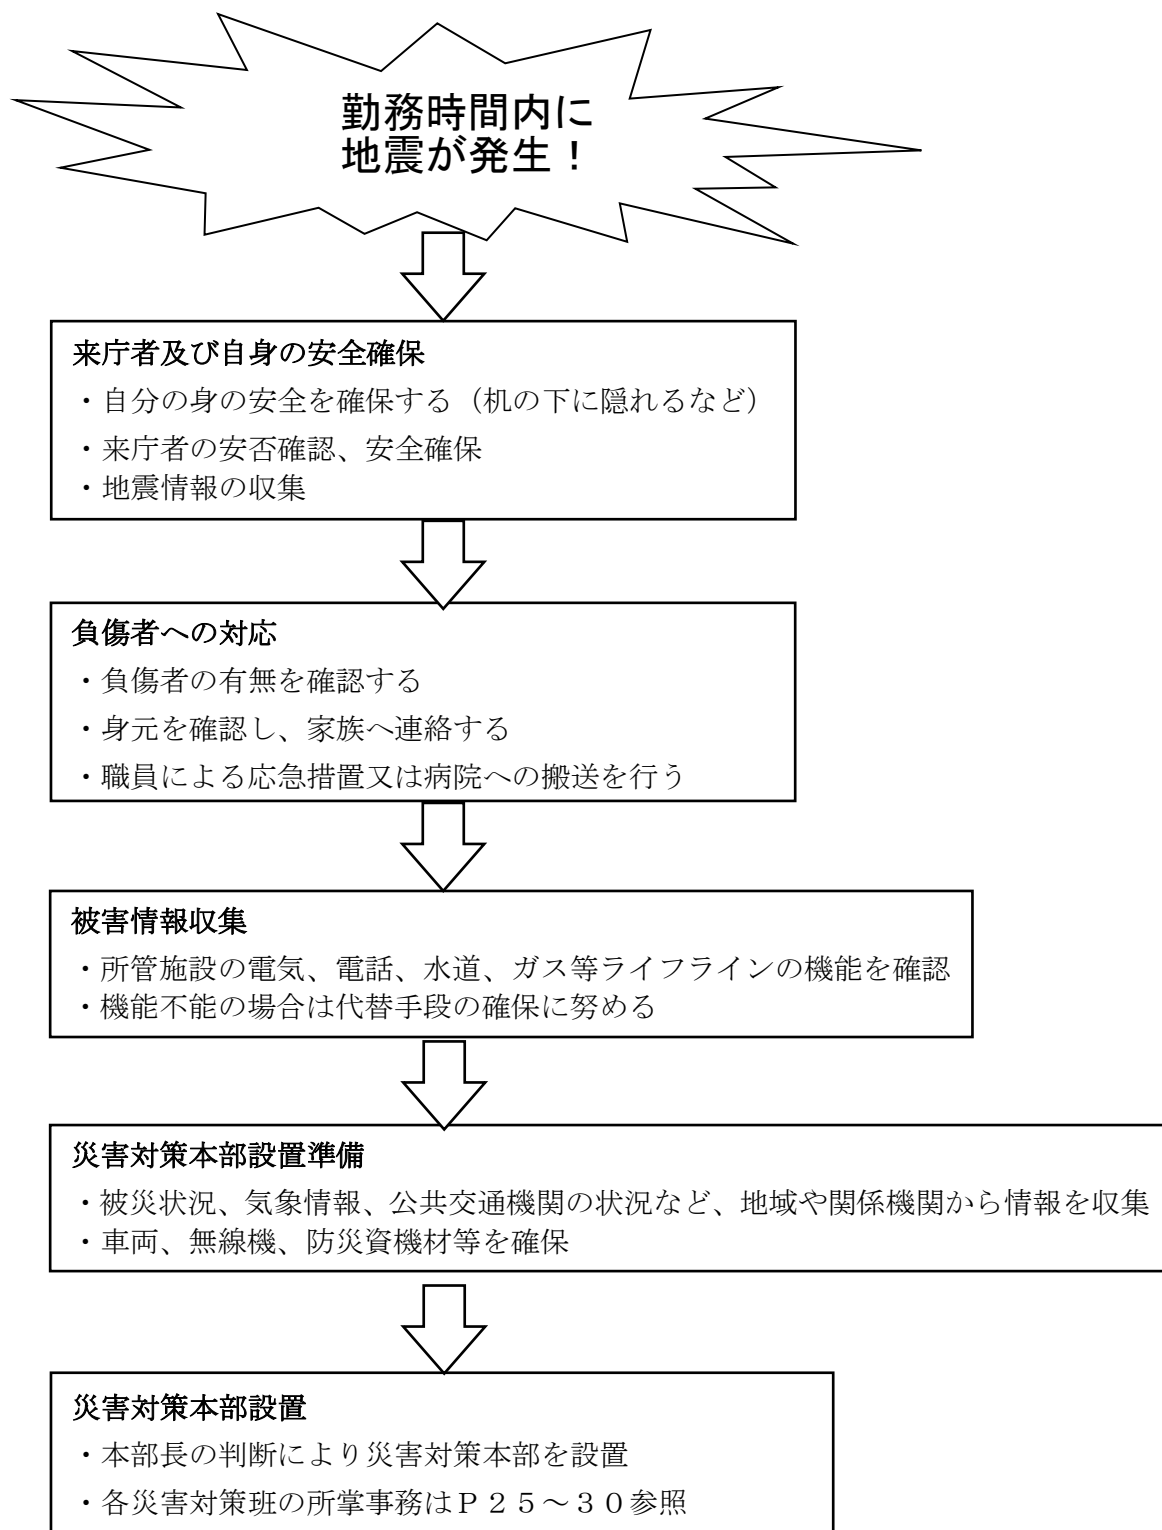 勤務時間内に
地震が発生！
来庁者及び自身の安全確保
・自分の身の安全を確保する（机の下に隠れるなど）
・来庁者の安否確認、安全確保
・地震情報の収集
負傷者への対応
・負傷者の有無を確認する
・身元を確認し、家族へ連絡する
・職員による応急措置又は病院への搬送を行う
被害情報収集
・所管施設の電気、電話、水道、ガス等ライフラインの機能を確認
・機能不能の場合は代替手段の確保に努める
災害対策本部設置準備
・被災状況、気象情報、公共交通機関の状況など、地域や関係機関から情報を収集
・車両、無線機、防災資機材等を確保
災害対策本部設置
・本部長の判断により災害対策本部を設置
・各災害対策班の所掌事務はＰ２５～３０参照